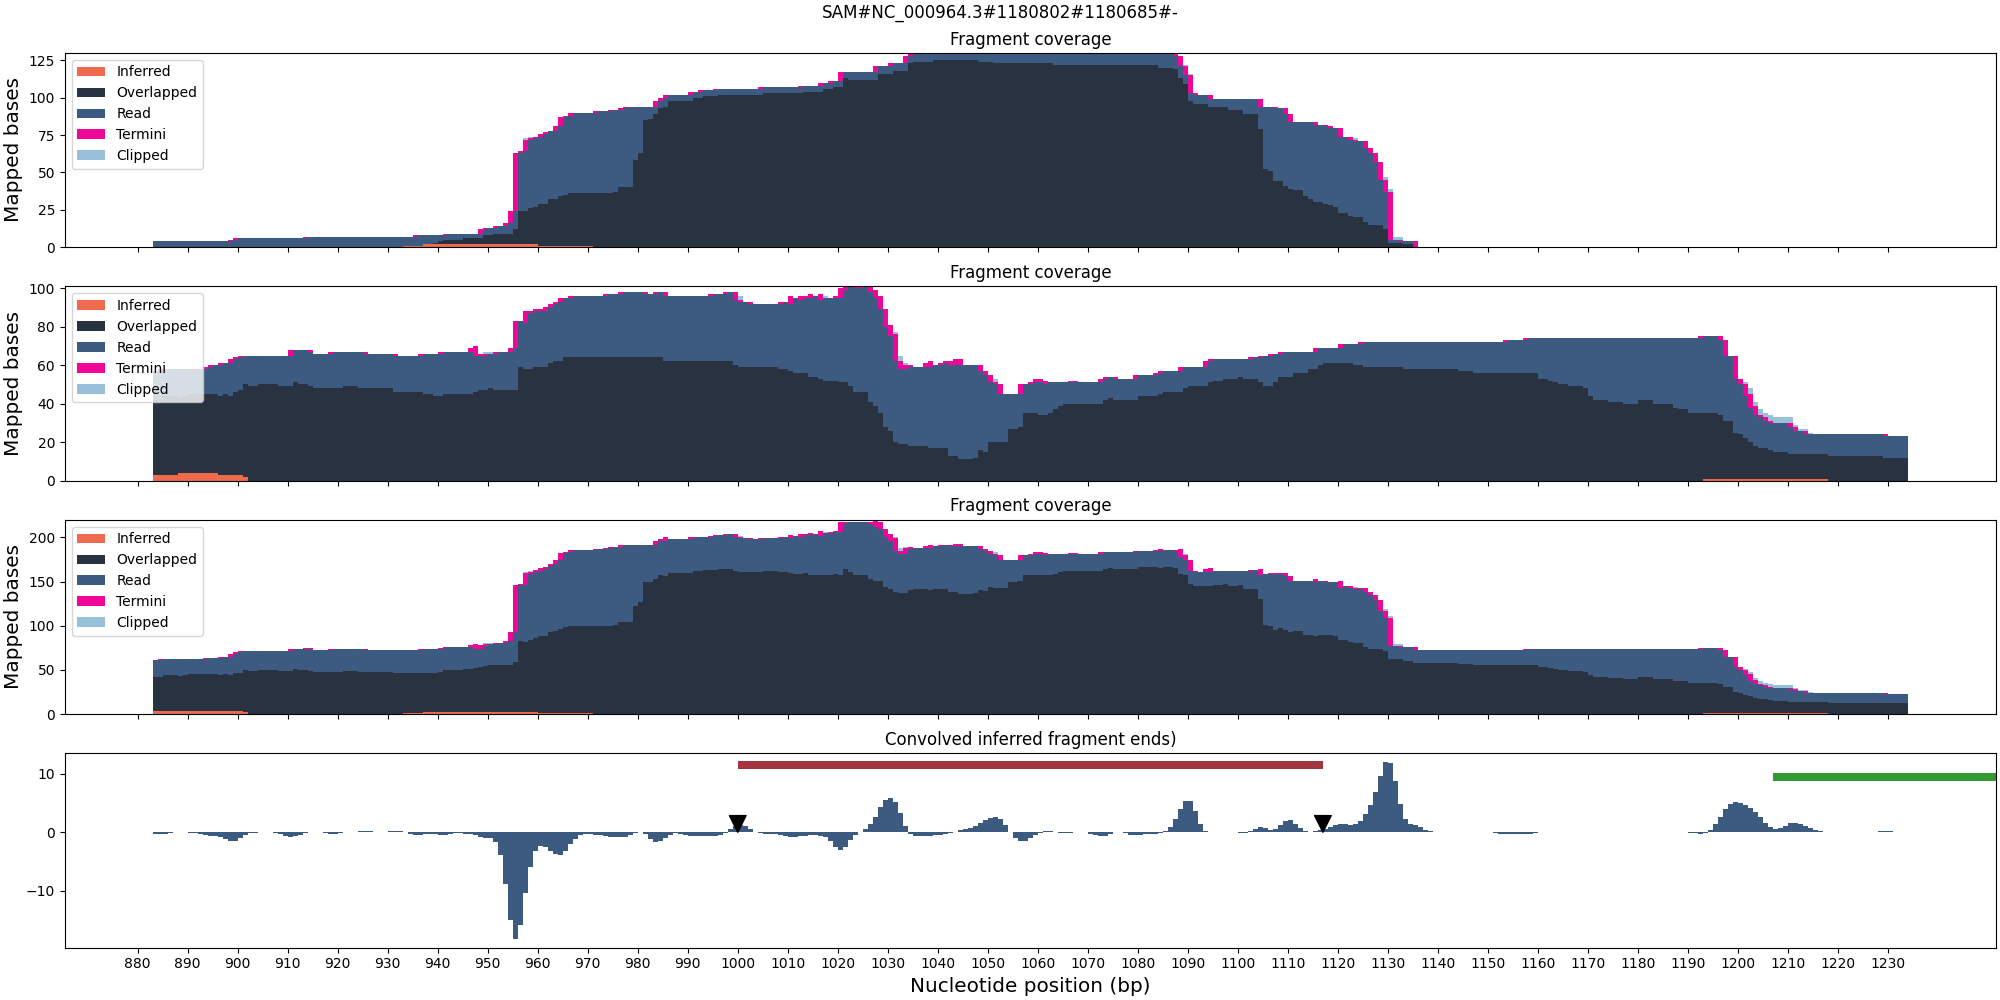 SAM#NC_000964.3#1180802#1180685#-
Fragment coverage
Mapped bases
125
100
75
50
25
0
Inferred
Overlapped
Read
Termini
Clipped
Fragment coverage
Mapped bases
100
80
60
40
20
0
Inferred
Overlapped
Read
Termini
Clipped
Fragment coverage
Mapped bases
200
150
100
50
0
Inferred
Overlapped
Read
Termini
Clipped
Convolved inferred fragment ends)
10
0
−10
880 890 900 910 920 930 940 950 960 970 980 990 1000 1010 1020 1030 1040 1050 1060 1070 1080 1090 1100 1110 1120 1130 1140 1150 1160 1170 1180 1190 1200 1210 1220 1230
Nucleotide position (bp)